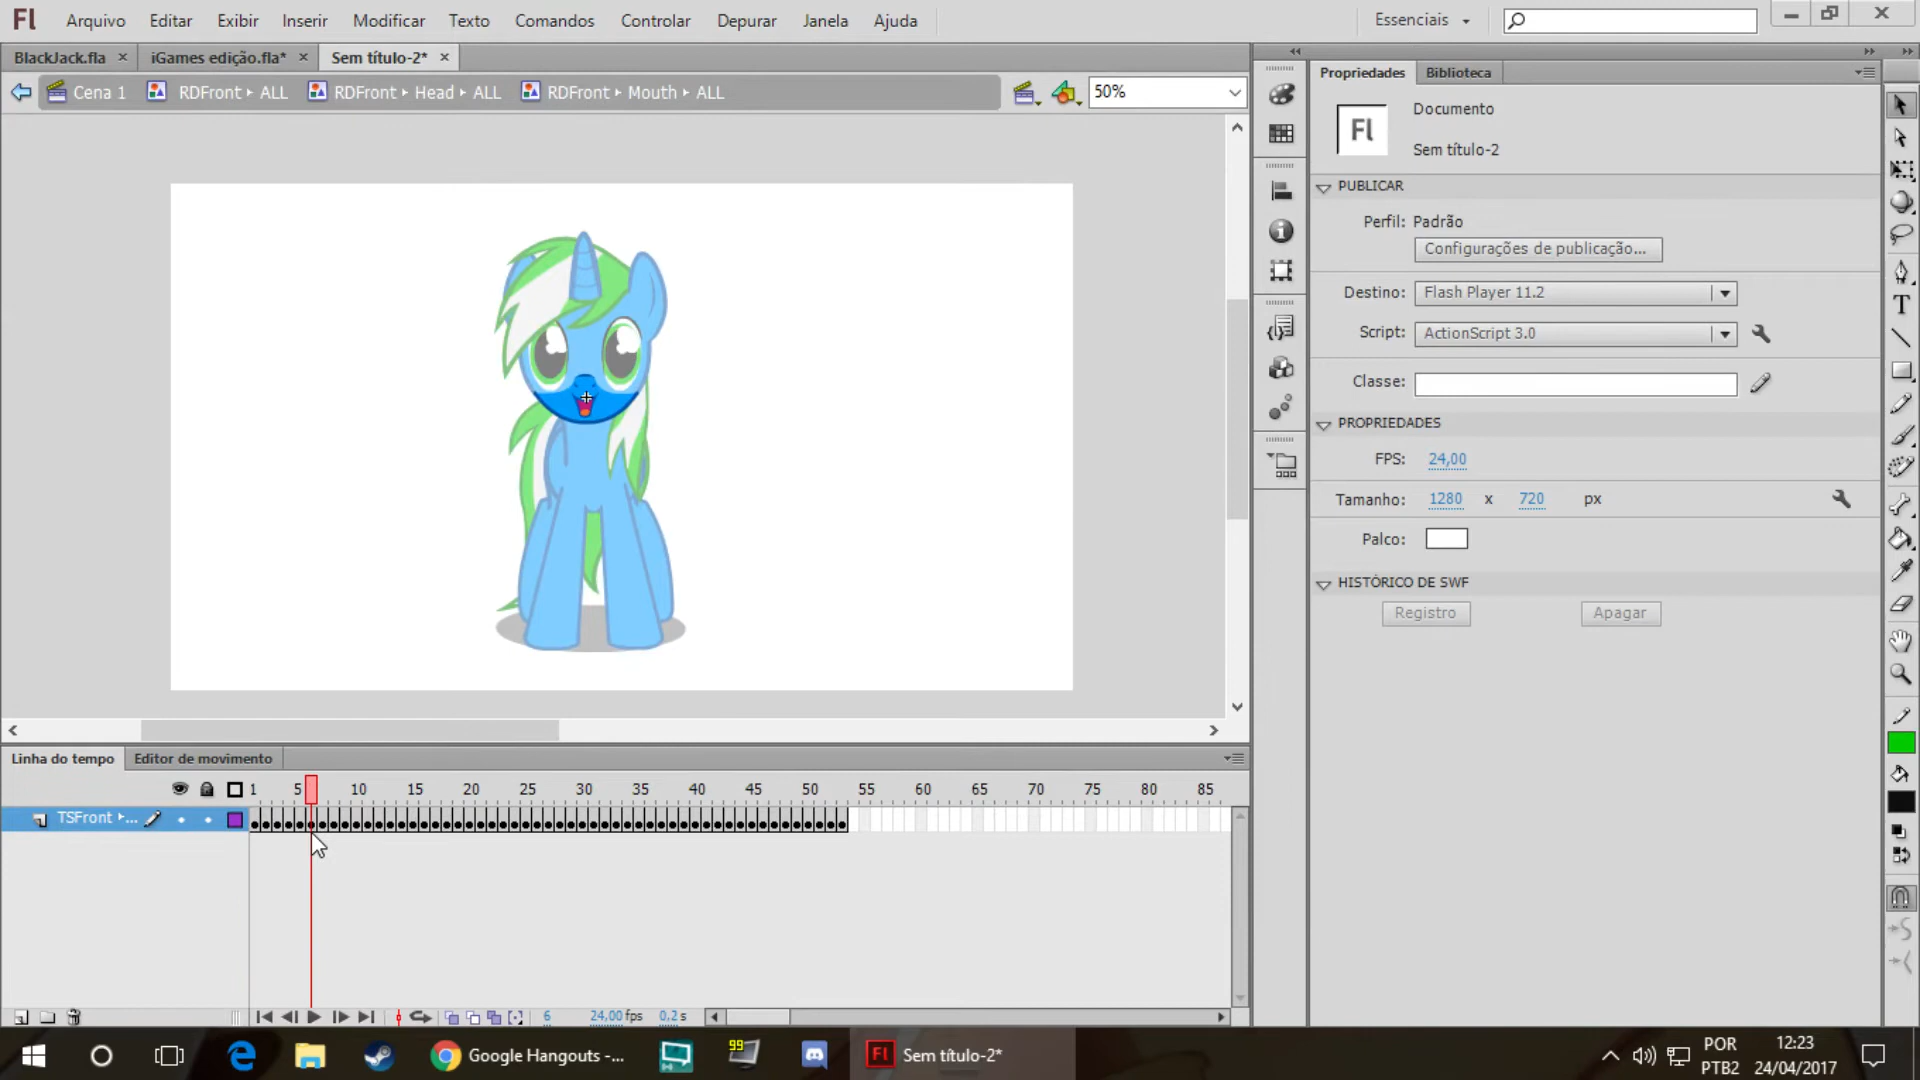 Fl Arquivo Editar Exibir Inserir Modificar Texto Comandos Controlar Depurar Janela Ajuda Essenciais
BlackJack.fla × iGames edição.fla* × Sem título-2* ×
Cena 1 RDFront ▸ ALL RDFront ▸ Head ▸ ALL RDFront ▸ Mouth ▸ ALL 50%
Propriedades Biblioteca
Fl
Documento
Sem título-2
PUBLICAR
Perfil: Padrão
Configurações de publicação...
Destino: Flash Player 11.2
Script: ActionScript 3.0
Classe:
PROPRIEDADES
FPS: 24,00
Tamanho: 1280 x 720 px
Palco:
HISTÓRICO DE SWF
Registro Apagar
Linha do tempo Editor de movimento
1 5 10 15 20 25 30 35 40 45 50 55 60 65 70 75 80 85
TSFront ▸...
6 24,00 fps 0,2 s
Google Hangouts -... 99 Fl Sem título-2* POR 12:23
PTB2 24/04/2017